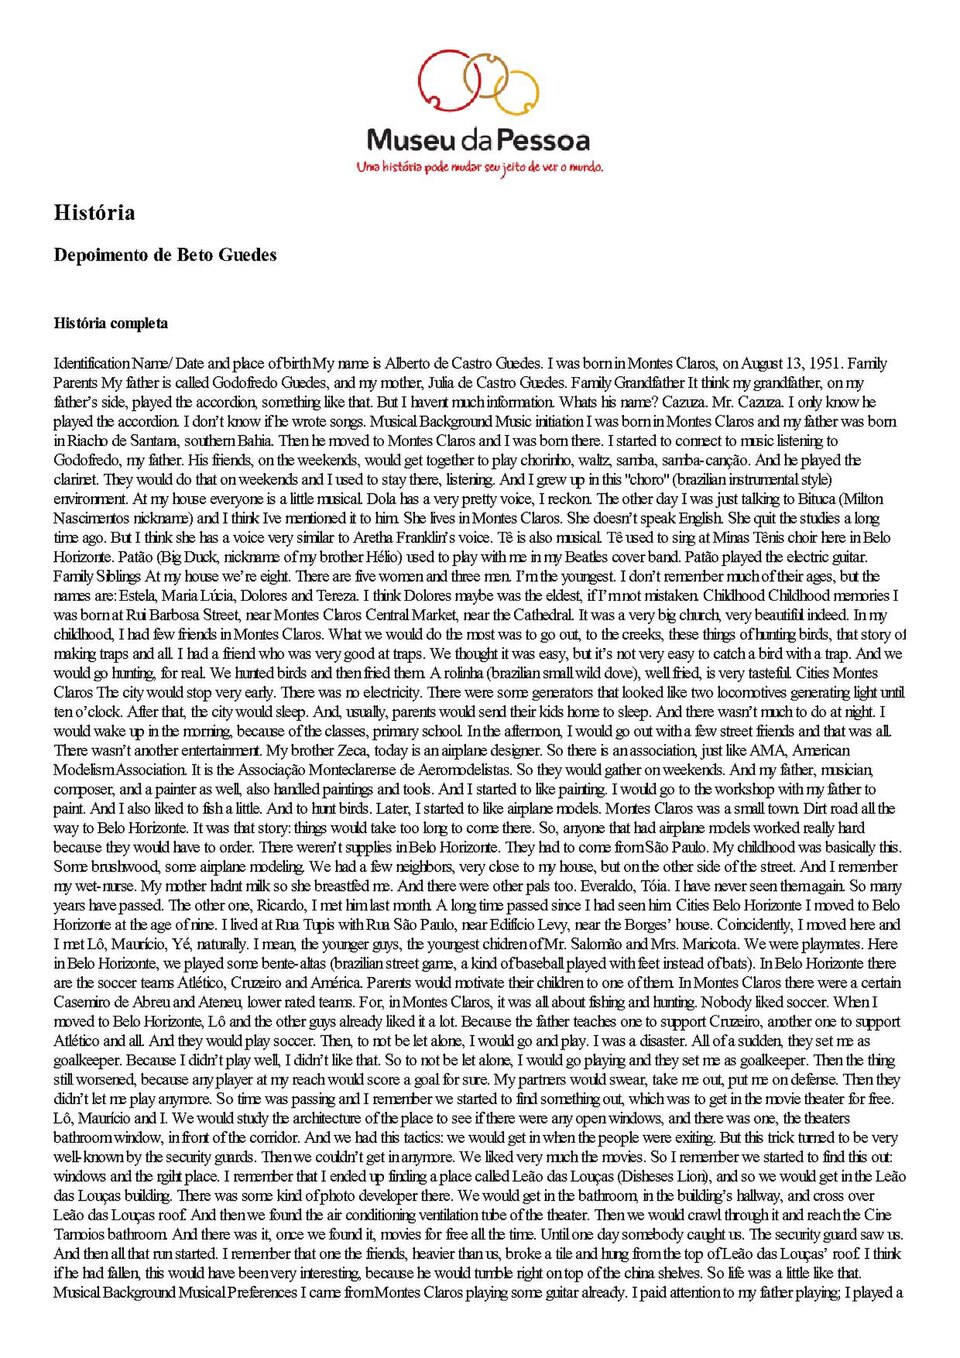 Museu da Pessoa
Uma história pode mudar seu jeito de ver o mundo.
História
Depoimento de Beto Guedes
História completa
Identification Name/ Date and place of birth My name is Alberto de Castro Guedes. I was born in Montes Claros, on August 13, 1951. Family
Parents My father is called Godofredo Guedes, and my mother, Julia de Castro Guedes. Family Grandfather It think my grandfather, on my
father's side, played the accordion, something like that. But I havent much information. Whats his name? Cazuza. Mr. Cazuza. I only know he
played the accordion. I don't know if he wrote songs. Musical Background Music initiation I was born in Montes Claros and my father was born
in Riacho de Santana, southern Bahia. Then he moved to Montes Claros and I was born there. I started to connect to music listening to
Godofredo, my father. His friends, on the weekends, would get together to play chorinho, waltz, samba, samba-canção. And he played the
clarinet. They would do that on weekends and I used to stay there, listening. And I grew up in this "choro" (brazilian instrumental style)
environment. At my house everyone is a little musical. Dola has a very pretty voice, I reckon. The other day I was just talking to Bituca (Milton
Nascimentos nickname) and I think Ive mentioned it to him. She lives in Montes Claros. She doesn't speak English. She quit the studies a long
time ago. But I think she has a voice very similar to Aretha Franklin's voice. Tê is also musical. Tê used to sing at Minas Tênis choir here in Belo
Horizonte. Patão (Big Duck, nickname of my brother Hélio) used to play with me in my Beatles cover band. Patão played the electric guitar.
Family Siblings At my house we're eight. There are five women and three men. I'm the youngest. I don't remember much of their ages, but the
names are: Estela, Maria Lúcia, Dolores and Tereza. I think Dolores maybe was the eldest, if I'm not mistaken. Childhood Childhood memories I
was born at Rui Barbosa Street, near Montes Claros Central Market, near the Cathedral. It was a very big church, very beautiful indeed. In my
childhood, I had few friends in Montes Claros. What we would do the most was to go out, to the creeks, these things of hunting birds, that story of
making traps and all. I had a friend who was very good at traps. We thought it was easy, but it's not very easy to catch a bird with a trap. And we
would go hunting, for real. We hunted birds and then fried them. A rolinha (brazilian small wild dove), well fried, is very tasteful. Cities Montes
Claros The city would stop very early. There was no electricity. There were some generators that looked like two locomotives generating light until
ten o'clock. After that, the city would sleep. And, usually, parents would send their kids home to sleep. And there wasn't much to do at night. I
would wake up in the morning, because of the classes, primary school. In the afternoon, I would go out with a few street friends and that was all.
There wasn't another entertainment. My brother Zeca, today is an airplane designer. So there is an association, just like AMA, American
Modelism Association. It is the Associação Monteclarense de Aeromodelistas. So they would gather on weekends. And my father, musician,
composer, and a painter as well, also handled paintings and tools. And I started to like painting. I would go to the workshop with my father to
paint. And I also liked to fish a little. And to hunt birds. Later, I started to like airplane models. Montes Claros was a small town. Dirt road all the
way to Belo Horizonte. It was that story: things would take too long to come there. So, anyone that had airplane models worked really hard
because they would have to order. There weren't supplies in Belo Horizonte. They had to come from São Paulo. My childhood was basically this.
Some brushwood, some airplane modeling. We had a few neighbors, very close to my house, but on the other side of the street. And I remember
my wet-nurse. My mother hadnt milk so she breastfed me. And there were other pals too. Everaldo, Tóia. I have never seen them again. So many
years have passed. The other one, Ricardo, I met him last month. A long time passed since I had seen him. Cities Belo Horizonte I moved to Belo
Horizonte at the age of nine. I lived at Rua Tupis with Rua São Paulo, near Edifício Levy, near the Borges' house. Coincidently, I moved here and
I met Lô, Maurício, Yé, naturally. I mean, the younger guys, the youngest chidren of Mr. Salomão and Mrs. Maricota. We were playmates. Here
in Belo Horizonte, we played some bente-altas (brazilian street game, a kind of baseball played with feet instead of bats). In Belo Horizonte there
are the soccer teams Atlético, Cruzeiro and América. Parents would motivate their children to one of them. In Montes Claros there were a certain
Casemiro de Abreu and Ateneu, lower rated teams. For, in Montes Claros, it was all about fishing and hunting. Nobody liked soccer. When I
moved to Belo Horizonte, Lô and the other guys already liked it a lot. Because the father teaches one to support Cruzeiro, another one to support
Atlético and all. And they would play soccer. Then, to not be let alone, I would go and play. I was a disaster. All of a sudden, they set me as
goalkeeper. Because I didn't play well, I didn't like that. So to not be let alone, I would go playing and they set me as goalkeeper. Then the thing
still worsened, because any player at my reach would score a goal for sure. My partners would swear, take me out, put me on defense. Then they
didn't let me play anymore. So time was passing and I remember we started to find something out, which was to get in the movie theater for free.
Lô, Maurício and I. We would study the architecture of the place to see if there were any open windows, and there was one, the theaters
bathroom window, in front of the corridor. And we had this tactics: we would get in when the people were exiting. But this trick turned to be very
well-known by the security guards. Then we couldn't get in anymore. We liked very much the movies. So I remember we started to find this out:
windows and the rgiht place. I remember that I ended up finding a place called Leão das Louças (Disheses Lion), and so we would get in the Leão
das Louças building. There was some kind of photo developer there. We would get in the bathroom, in the building's hallway, and cross over
Leão das Louças roof. And then we found the air conditioning ventilation tube of the theater. Then we would crawl through it and reach the Cine
Tamoios bathroom. And there was it, once we found it, movies for free all the time. Until one day somebody caught us. The security guard saw us.
And then all that run started. I remember that one the friends, heavier than us, broke a tile and hung from the top of Leão das Louças' roof. I think
if he had fallen, this would have been very interesting, because he would tumble right on top of the china shelves. So life was a little like that.
Musical Background Musical Preferences I came from Montes Claros playing some guitar already. I paid attention to my father playing; I played a